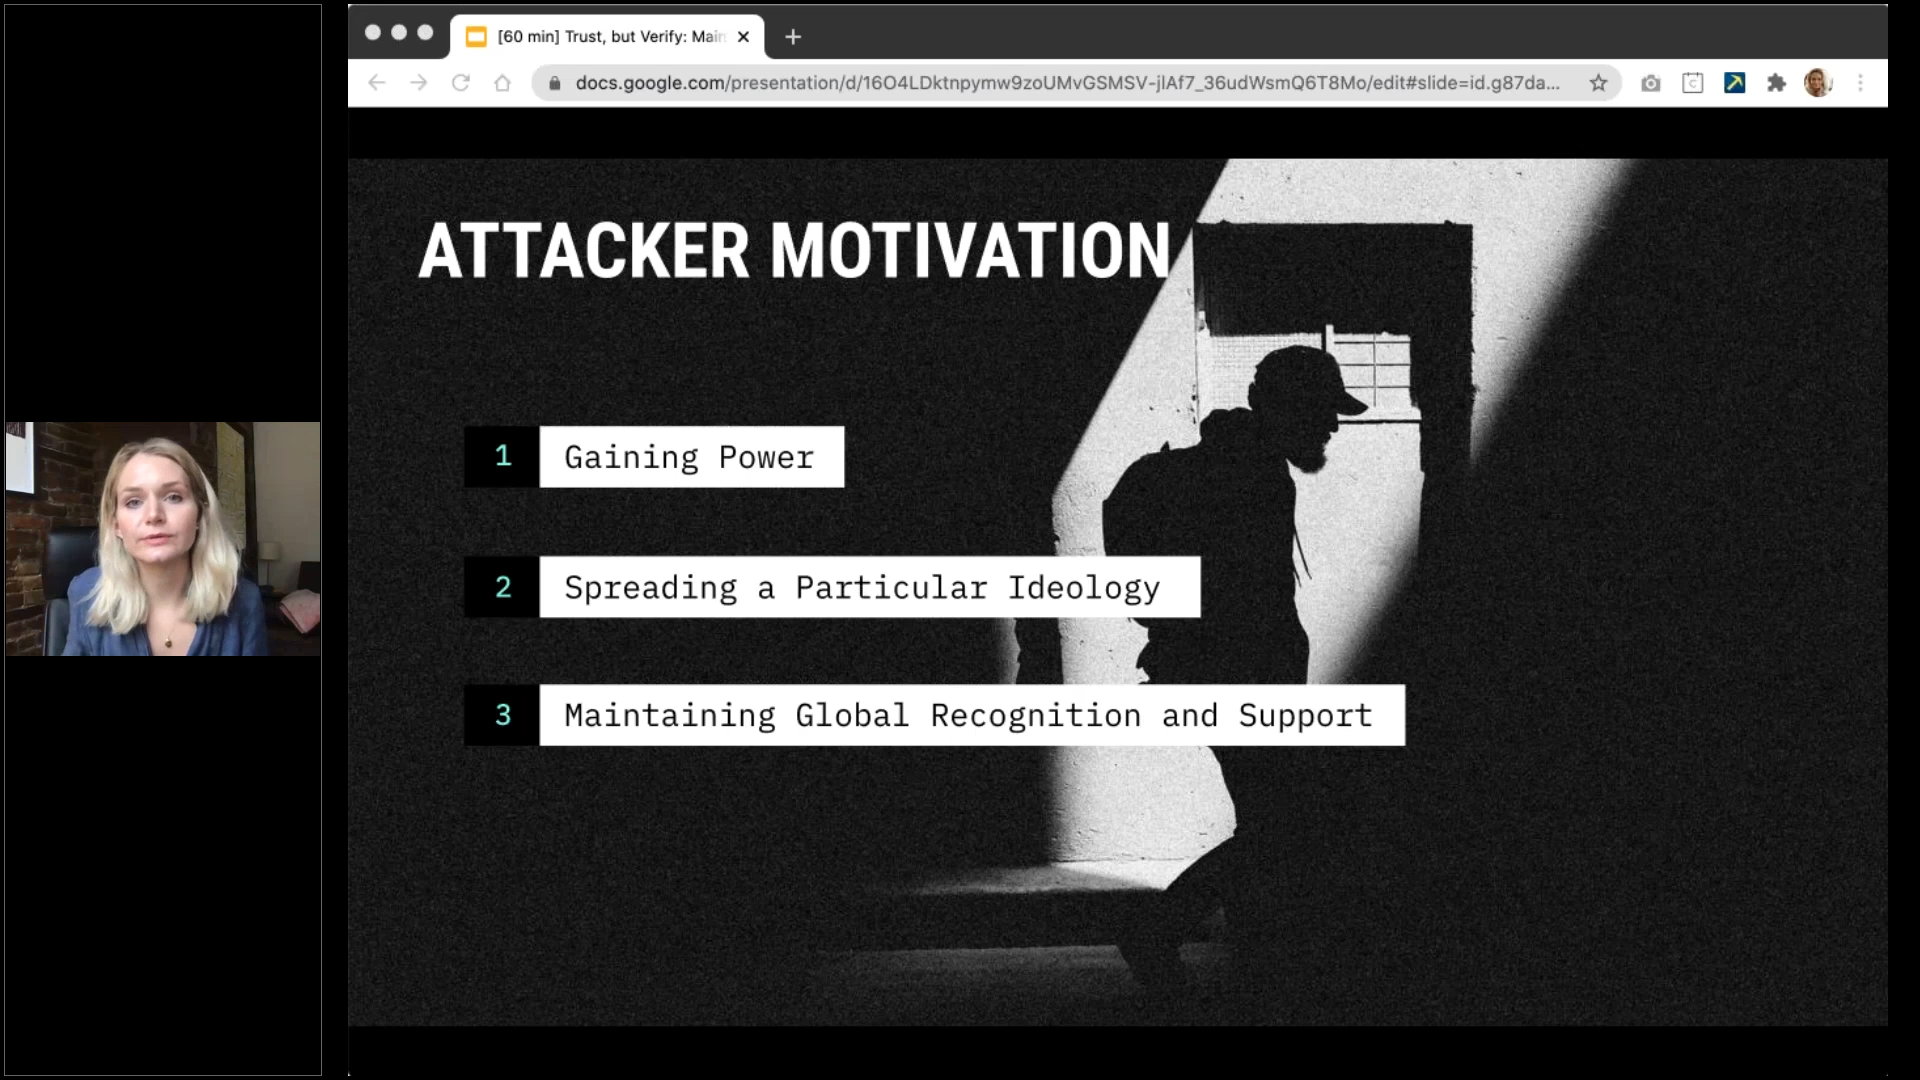 [60 min] Trust, but Verify: Main
docs.google.com/presentation/d/16O4LDktnpymw9zoUMvGSMSV-jlAf7_36udWsmQ6T8Mo/edit#slide=id.g87da...
ATTACKER MOTIVATION
1 Gaining Power
2 Spreading a Particular Ideology
3 Maintaining Global Recognition and Support